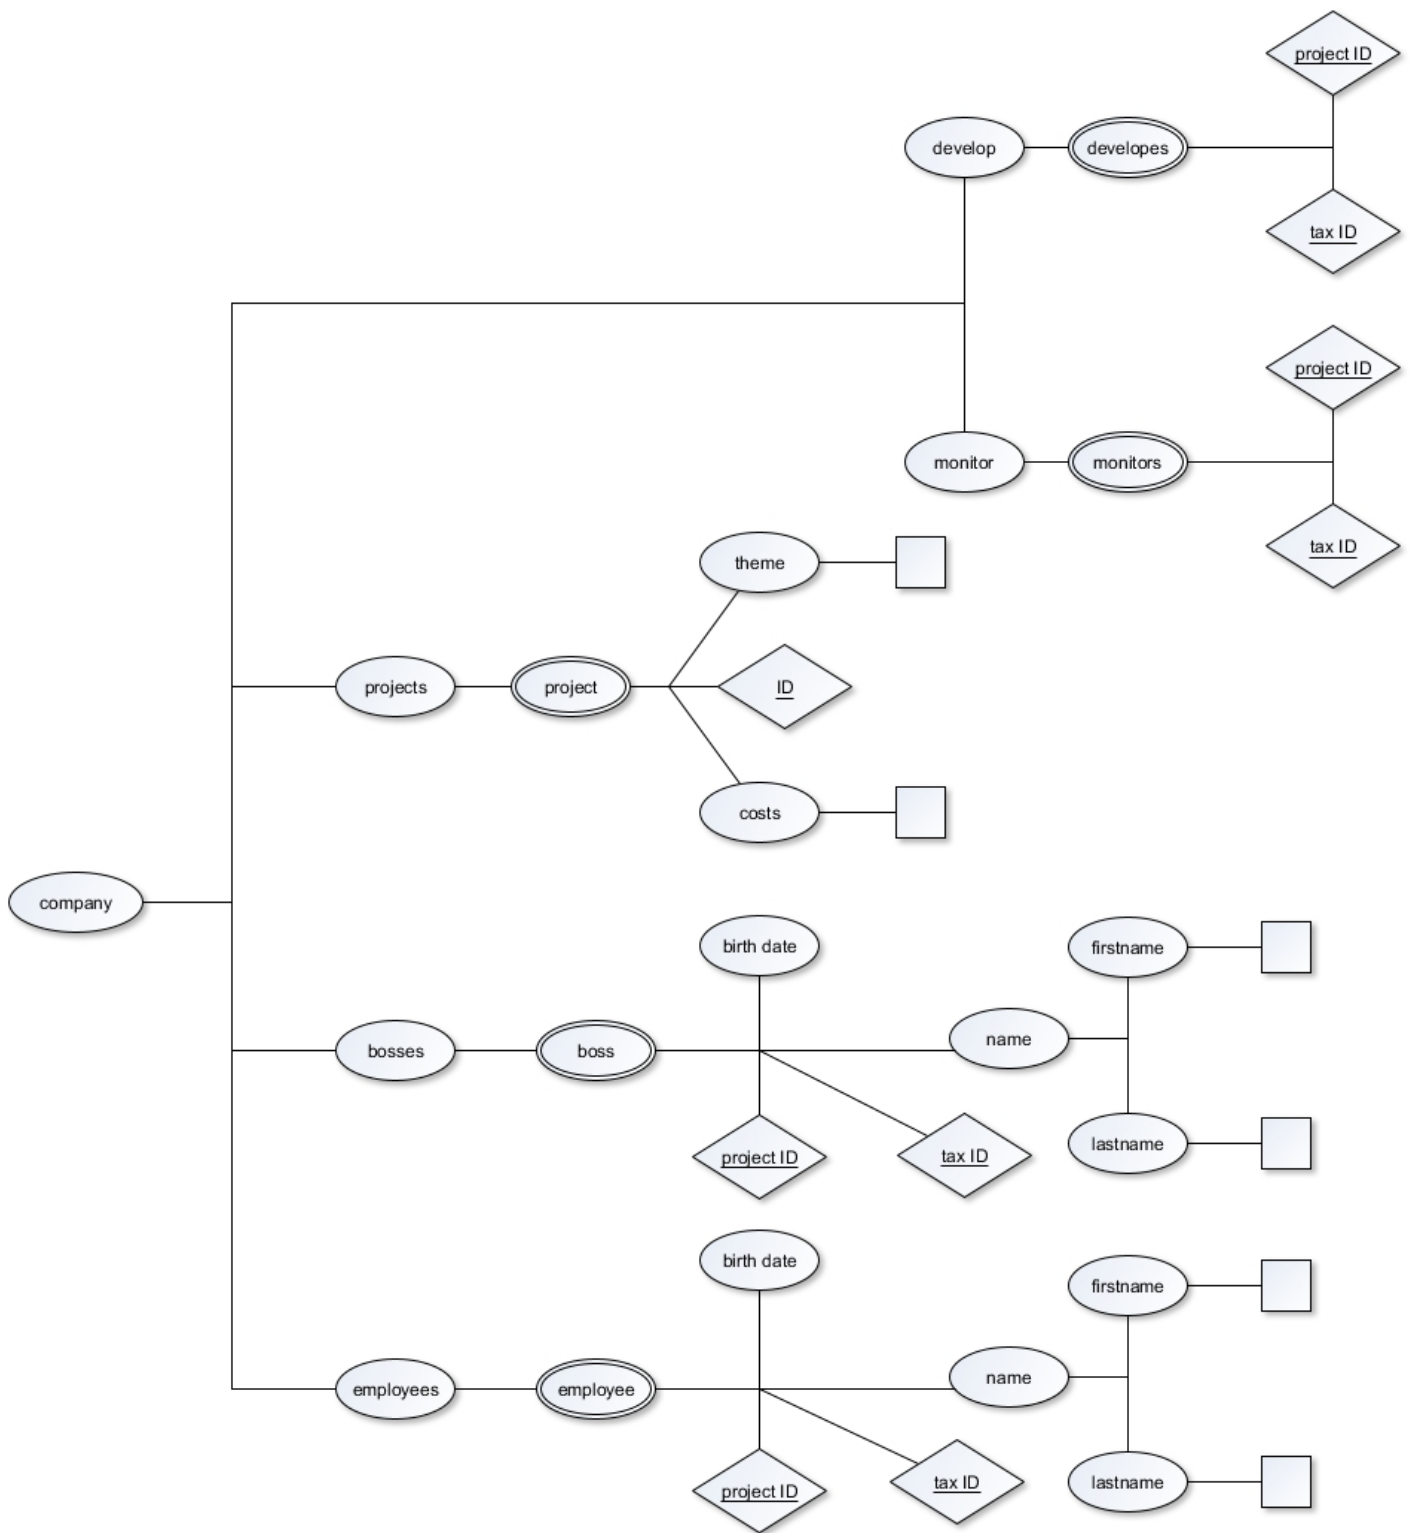 project ID
develop
developes
tax ID
project ID
monitor
monitors
tax ID
theme
projects
project
ID
costs
company
birth date
firstname
name
bosses
boss
lastname
project ID
tax ID
birth date
firstname
name
employees
employee
lastname
project ID
tax ID